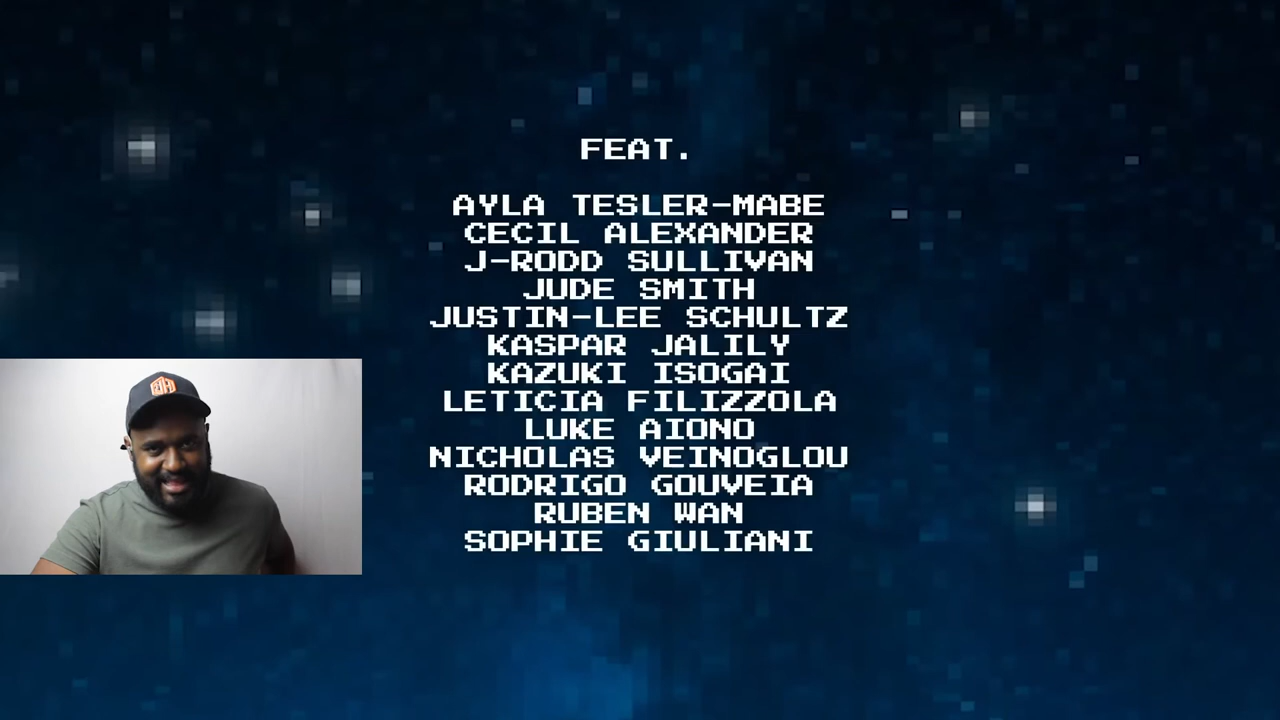 FEAT.
AYLA TESLER-MABE
CECIL ALEXANDER
J-RODD SULLIVAN
JUDE SMITH
JUSTIN-LEE SCHULTZ
KASPAR JALILY
KAZUKI ISOGAI
LETICIA FILIZZOLA
LUKE AIONO
NICHOLAS VEINOGLOU
RODRIGO GOUVEIA
RUBEN WAN
SOPHIE GIULIANI